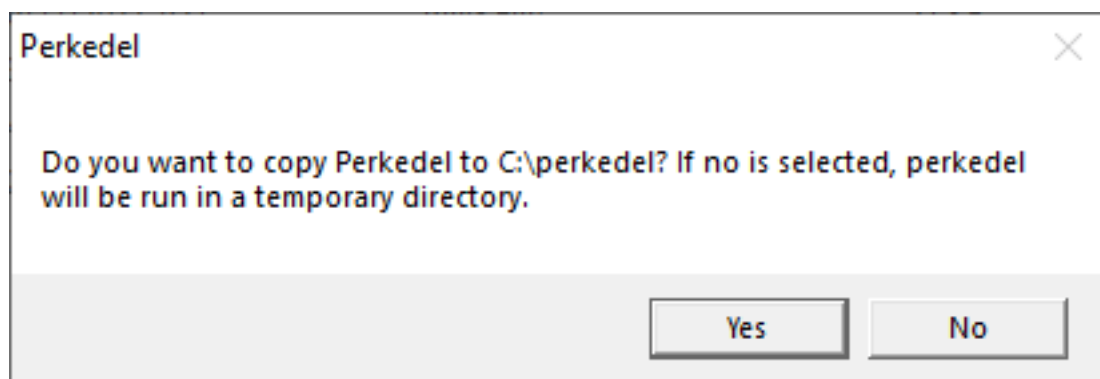 Perkedel
Do you want to copy Perkedel to C:\perkedel? If no is selected, perkedel
will be run in a temporary directory.
Yes
No